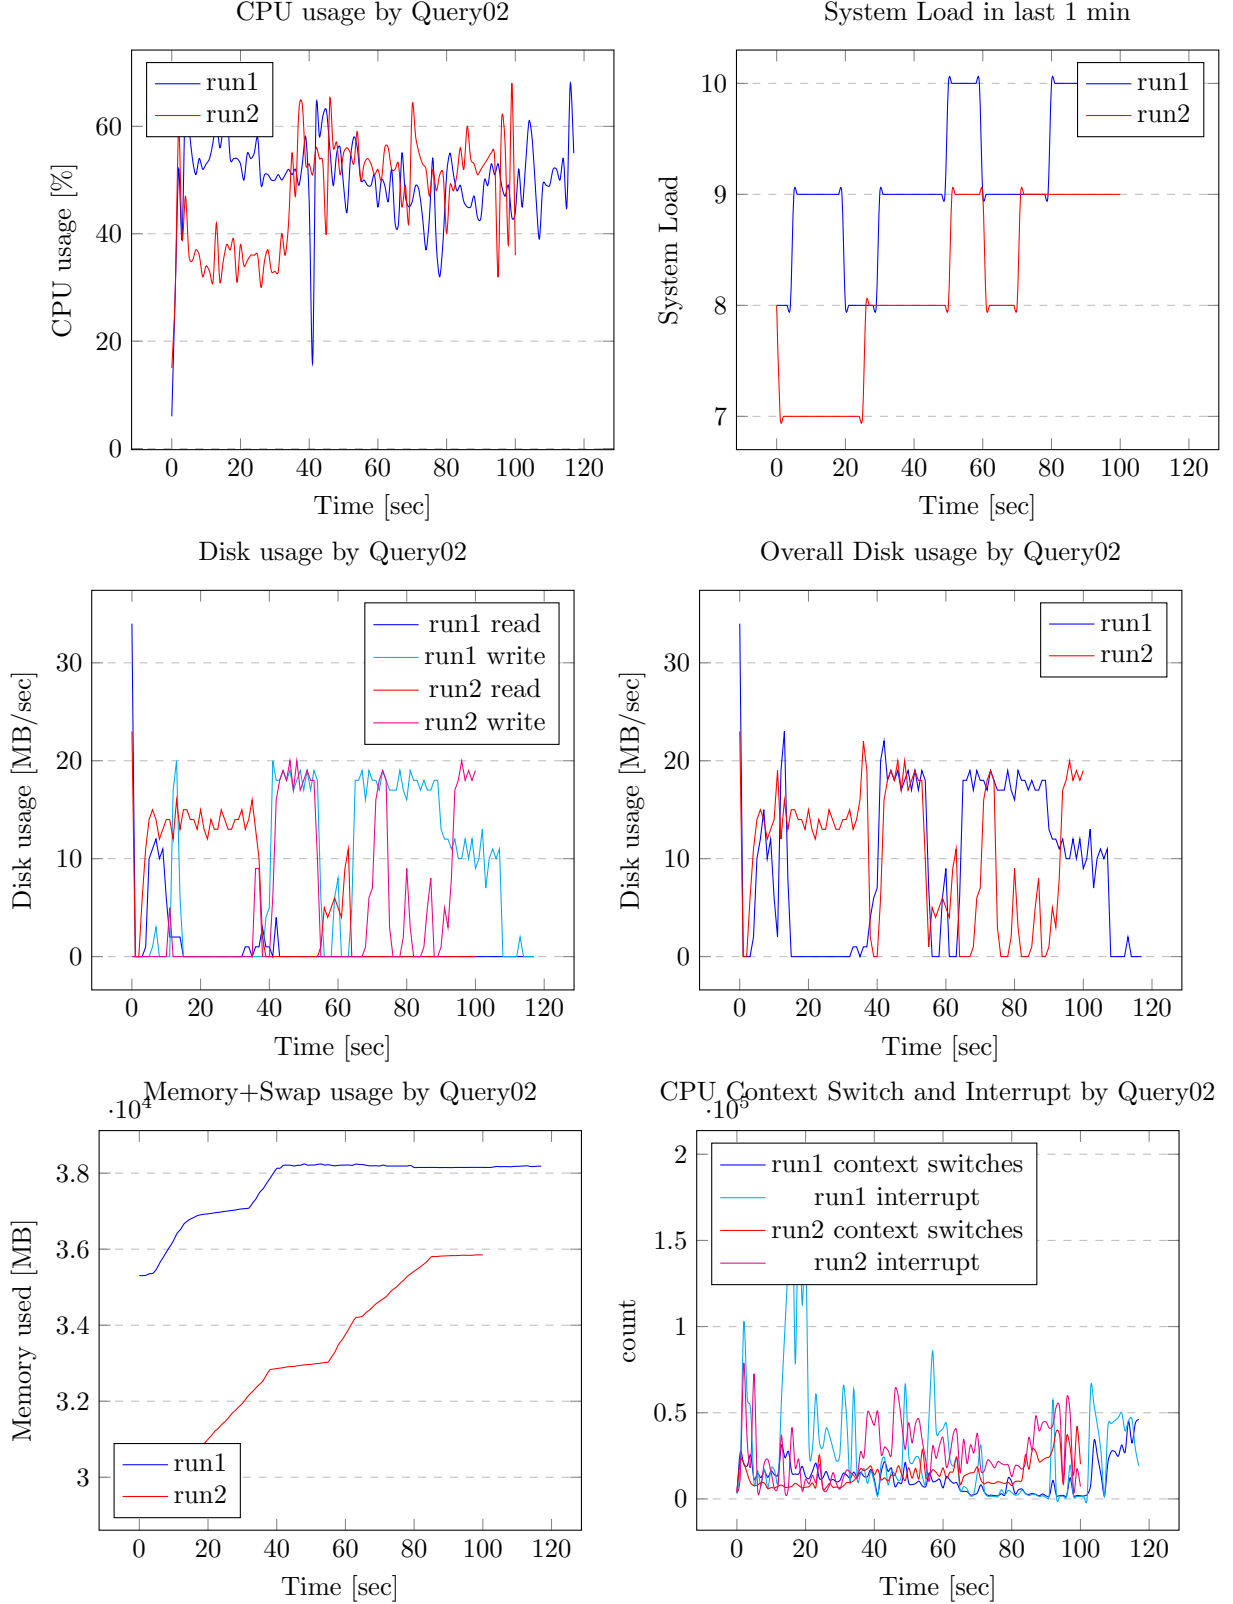 CPU usage by Query02
run1
run2
60
40
20
0
CPU usage [%]
0 20 40 60 80 100 120
Time [sec]
System Load in last 1 min
run1
run2
10
9
8
7
System Load
0 20 40 60 80 100 120
Time [sec]
Disk usage by Query02
run1 read
run1 write
run2 read
run2 write
30
20
10
0
Disk usage [MB/sec]
0 20 40 60 80 100 120
Time [sec]
Overall Disk usage by Query02
run1
run2
30
20
10
0
Disk usage [MB/sec]
0 20 40 60 80 100 120
Time [sec]
Memory+Swap usage by Query02
·10^4
3.8
3.6
3.4
3.2
3
Memory used [MB]
run1
run2
0 20 40 60 80 100 120
Time [sec]
CPU Context Switch and Interrupt by Query02
·10^5
run1 context switches
run1 interrupt
run2 context switches
run2 interrupt
2
1.5
1
0.5
0
count
0 20 40 60 80 100 120
Time [sec]